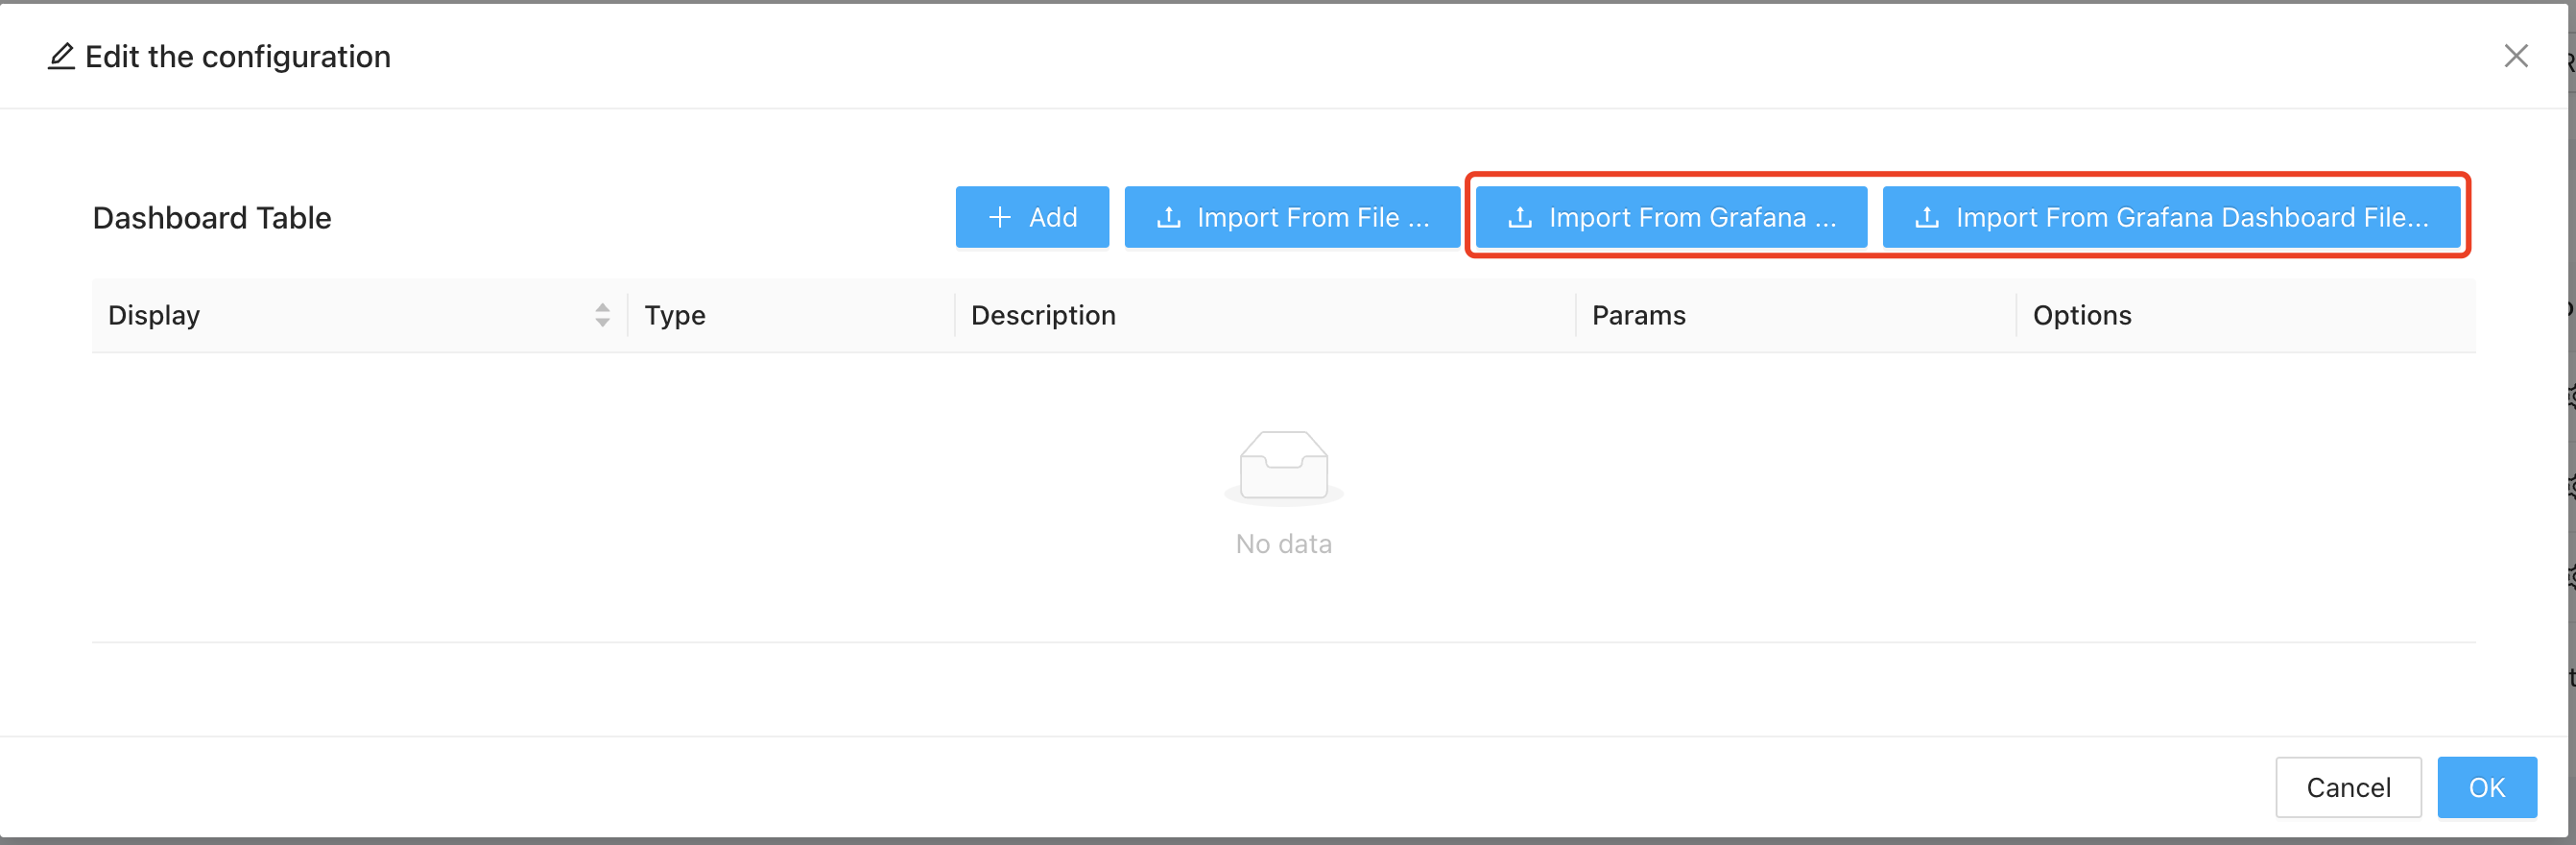 Edit the configuration
Dashboard Table
Add
Import From File ...
Import From Grafana ...
Import From Grafana Dashboard File...
Display
Type
Description
Params
Options
No data
Cancel
OK